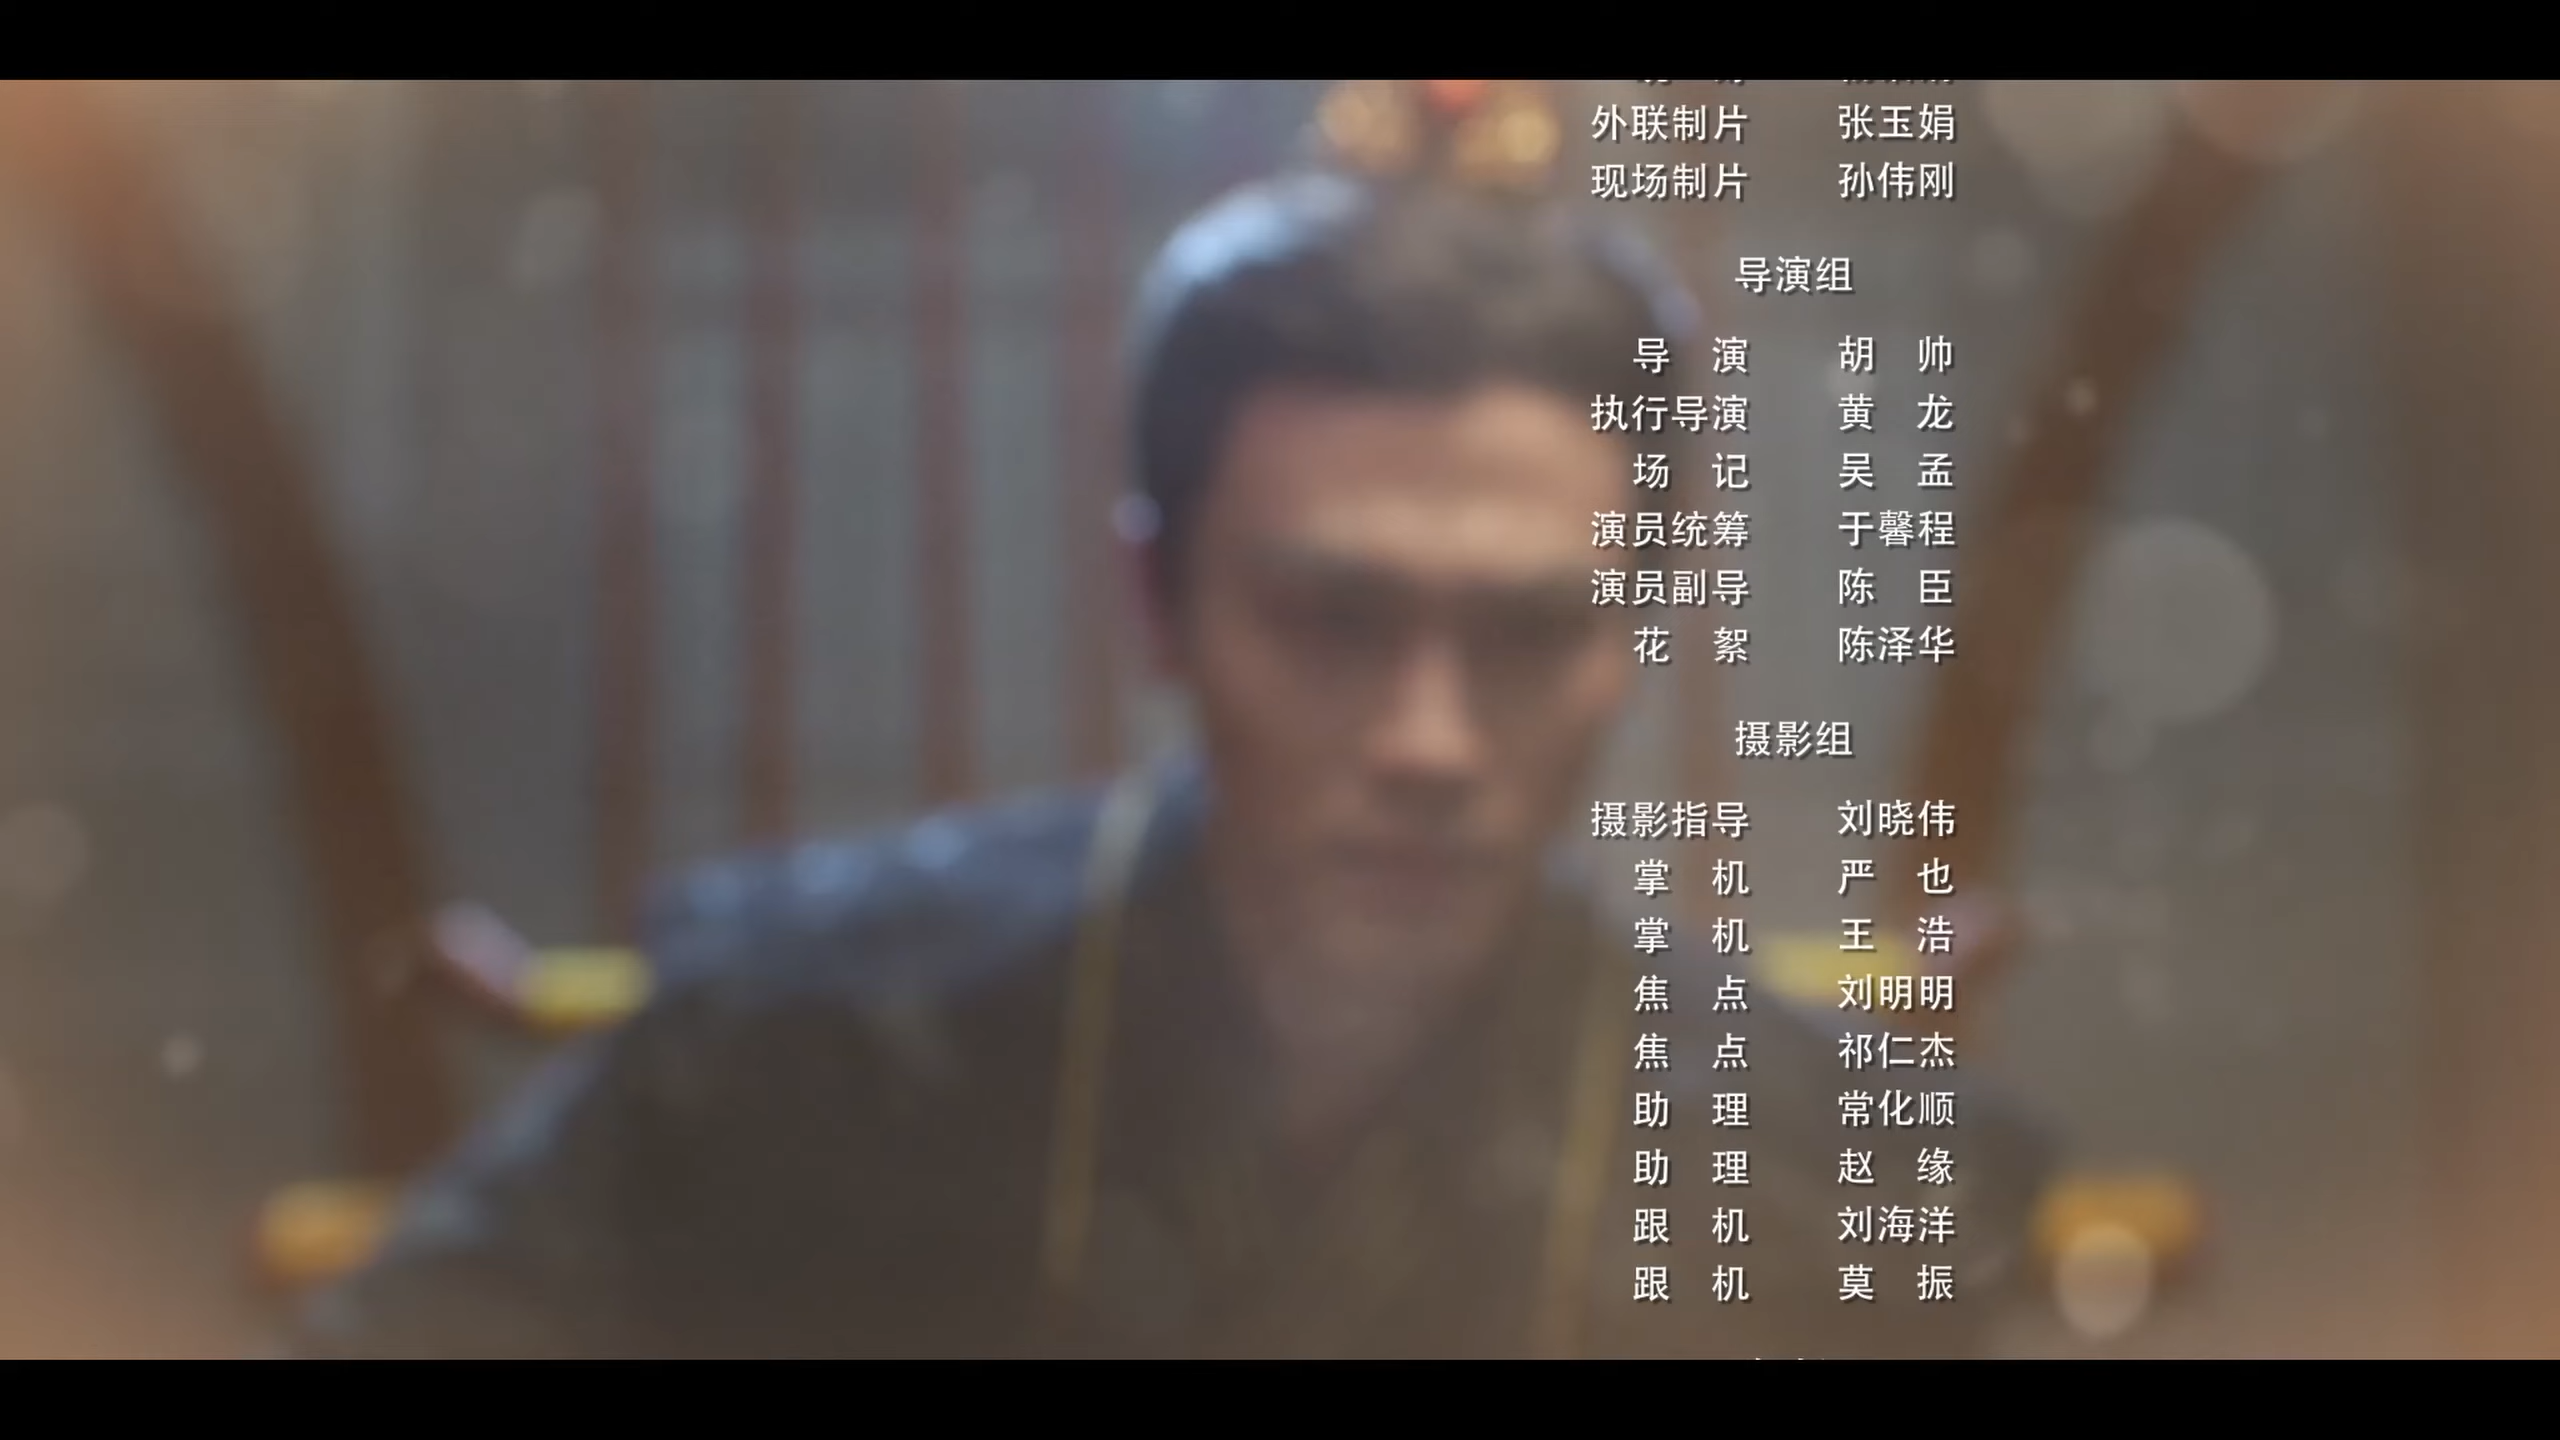 外联制片 张玉娟
现场制片 孙伟刚
导演组
导 演 胡 帅
执行导演 黄 龙
场 记 吴 孟
演员统筹 于馨程
演员副导 陈 臣
花 絮 陈泽华
摄影组
摄影指导 刘晓伟
掌 机 严 也
掌 机 王 浩
焦 点 刘明明
焦 点 祁仁杰
助 理 常化顺
助 理 赵 缘
跟 机 刘海洋
跟 机 莫 振